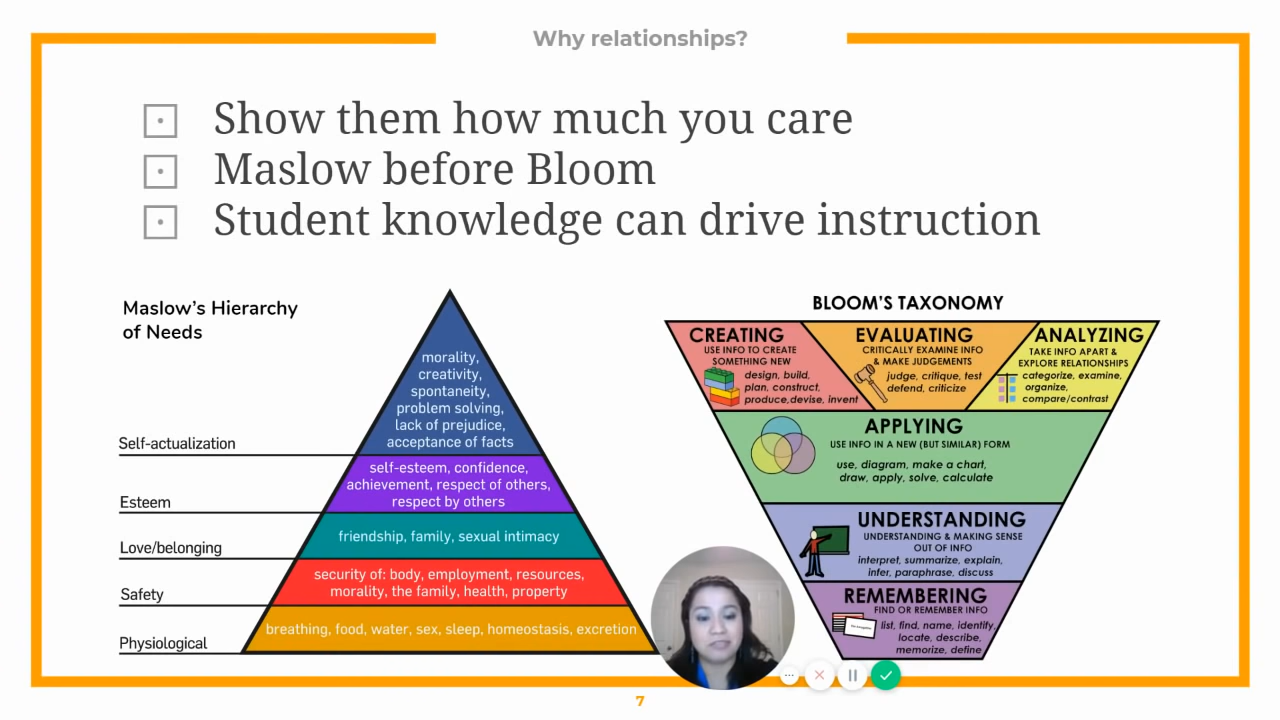 Why relationships?
Show them how much you care
Maslow before Bloom
Student knowledge can drive instruction
Maslow's Hierarchy
of Needs
morality,
creativity,
spontaneity,
problem solving,
lack of prejudice,
acceptance of facts
Self-actualization
self-esteem, confidence,
achievement, respect of others,
respect by others
Esteem
friendship, family, sexual intimacy
Love/belonging
security of: body, employment, resources,
morality, the family, health, property
Safety
breathing, food, water, sex, sleep, homeostasis, excretion
Physiological
BLOOM'S TAXONOMY
CREATING
USE INFO TO CREATE
SOMETHING NEW
design, build,
plan, construct,
produce,devise, invent
EVALUATING
CRITICALLY EXAMINE INFO
& MAKE JUDGEMENTS
judge, critique, test
defend, criticize
ANALYZING
TAKE INFO APART &
EXPLORE RELATIONSHIPS
categorize, examine,
organize,
compare/contrast
APPLYING
USE INFO IN A NEW (BUT SIMILAR) FORM
use, diagram, make a chart,
draw, apply, solve, calculate
UNDERSTANDING
UNDERSTANDING & MAKING SENSE
OUT OF INFO
interpret, summarize, explain,
infer, paraphrase, discuss
REMEMBERING
FIND OR REMEMBER INFO
list, find, name, identify,
locate, describe,
memorize, define
7